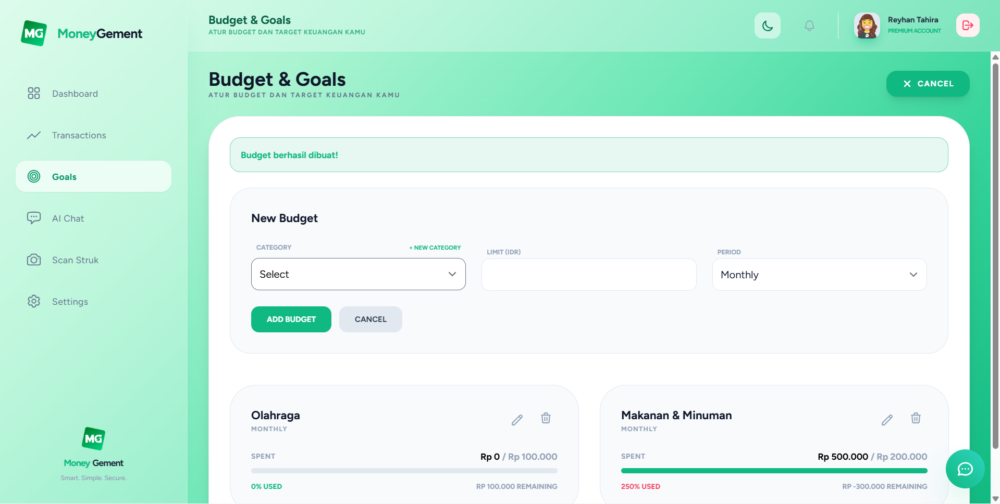 MG MoneyGement
Dashboard
Transactions
Goals
AI Chat
Scan Struk
Settings
MG
Money Gement
Smart. Simple. Secure.
Budget & Goals
ATUR BUDGET DAN TARGET KEUANGAN KAMU
Reyhan Tahira
PREMIUM ACCOUNT
Budget & Goals
ATUR BUDGET DAN TARGET KEUANGAN KAMU
CANCEL
Budget berhasil dibuat!
New Budget
CATEGORY + NEW CATEGORY
LIMIT (IDR)
PERIOD
Select
Monthly
ADD BUDGET CANCEL
Olahraga
MONTHLY
SPENT Rp 0 / Rp 100.000
0% USED RP 100.000 REMAINING
Makanan & Minuman
MONTHLY
SPENT Rp 500.000 / Rp 200.000
250% USED RP -300.000 REMAINING